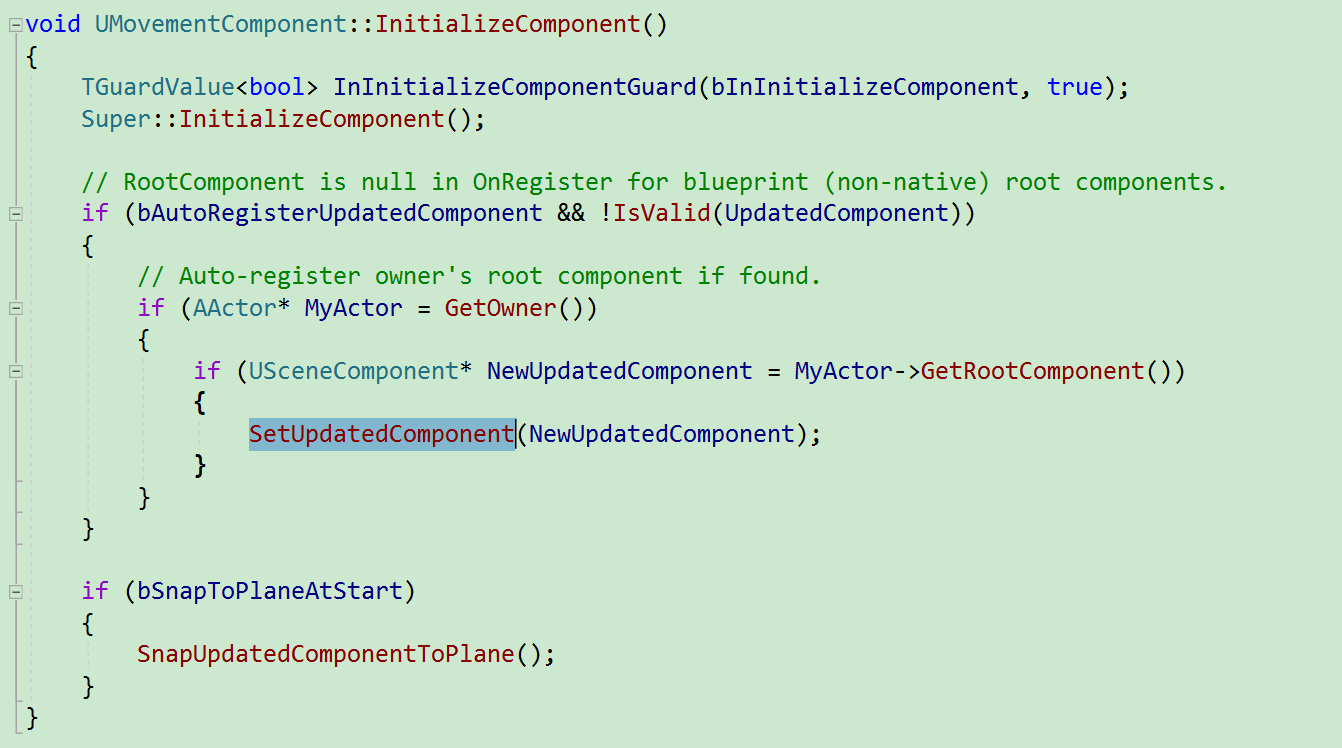 void UMovementComponent::InitializeComponent()
{
    TGuardValue<bool> InInitializeComponentGuard(bInInitializeComponent, true);
    Super::InitializeComponent();

    // RootComponent is null in OnRegister for blueprint (non-native) root components.
    if (bAutoRegisterUpdatedComponent && !IsValid(UpdatedComponent))
    {
        // Auto-register owner's root component if found.
        if (AActor* MyActor = GetOwner())
        {
            if (USceneComponent* NewUpdatedComponent = MyActor->GetRootComponent())
            {
                SetUpdatedComponent(NewUpdatedComponent);
            }
        }
    }

    if (bSnapToPlaneAtStart)
    {
        SnapUpdatedComponentToPlane();
    }
}